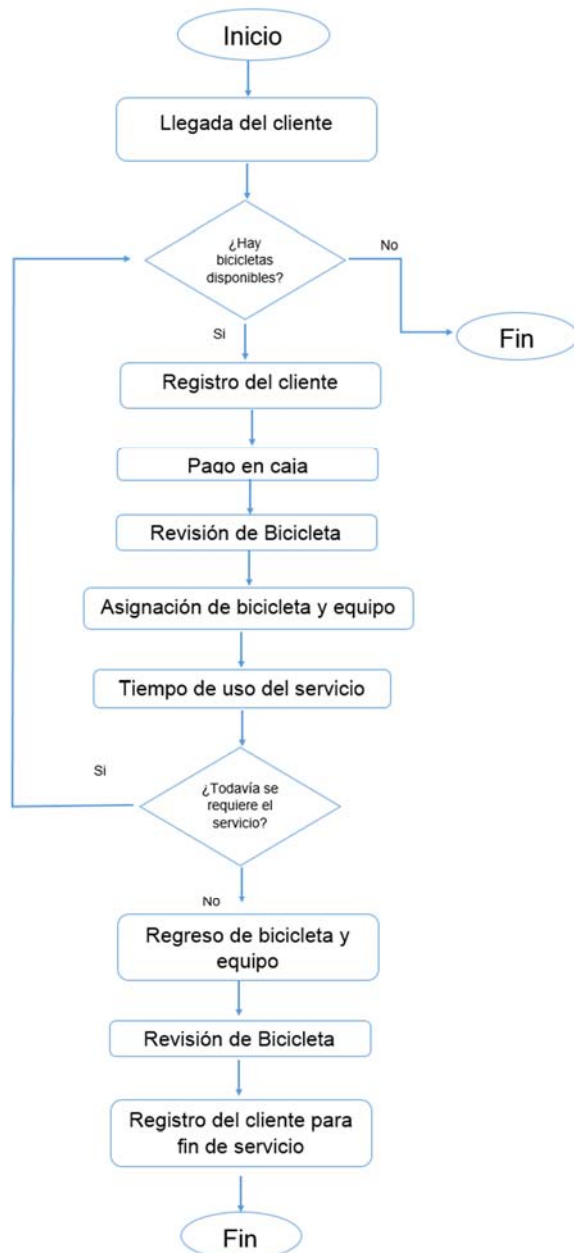 Inicio
Llegada del cliente
¿Hay
bicicletas
disponibles?
No
Fin
Si
Registro del cliente
Pago en caja
Revisión de Bicicleta
Asignación de bicicleta y equipo
Tiempo de uso del servicio
Si
¿Todavía se
requiere el
servicio?
No
Regreso de bicicleta y
equipo
Revisión de Bicicleta
Registro del cliente para
fin de servicio
Fin